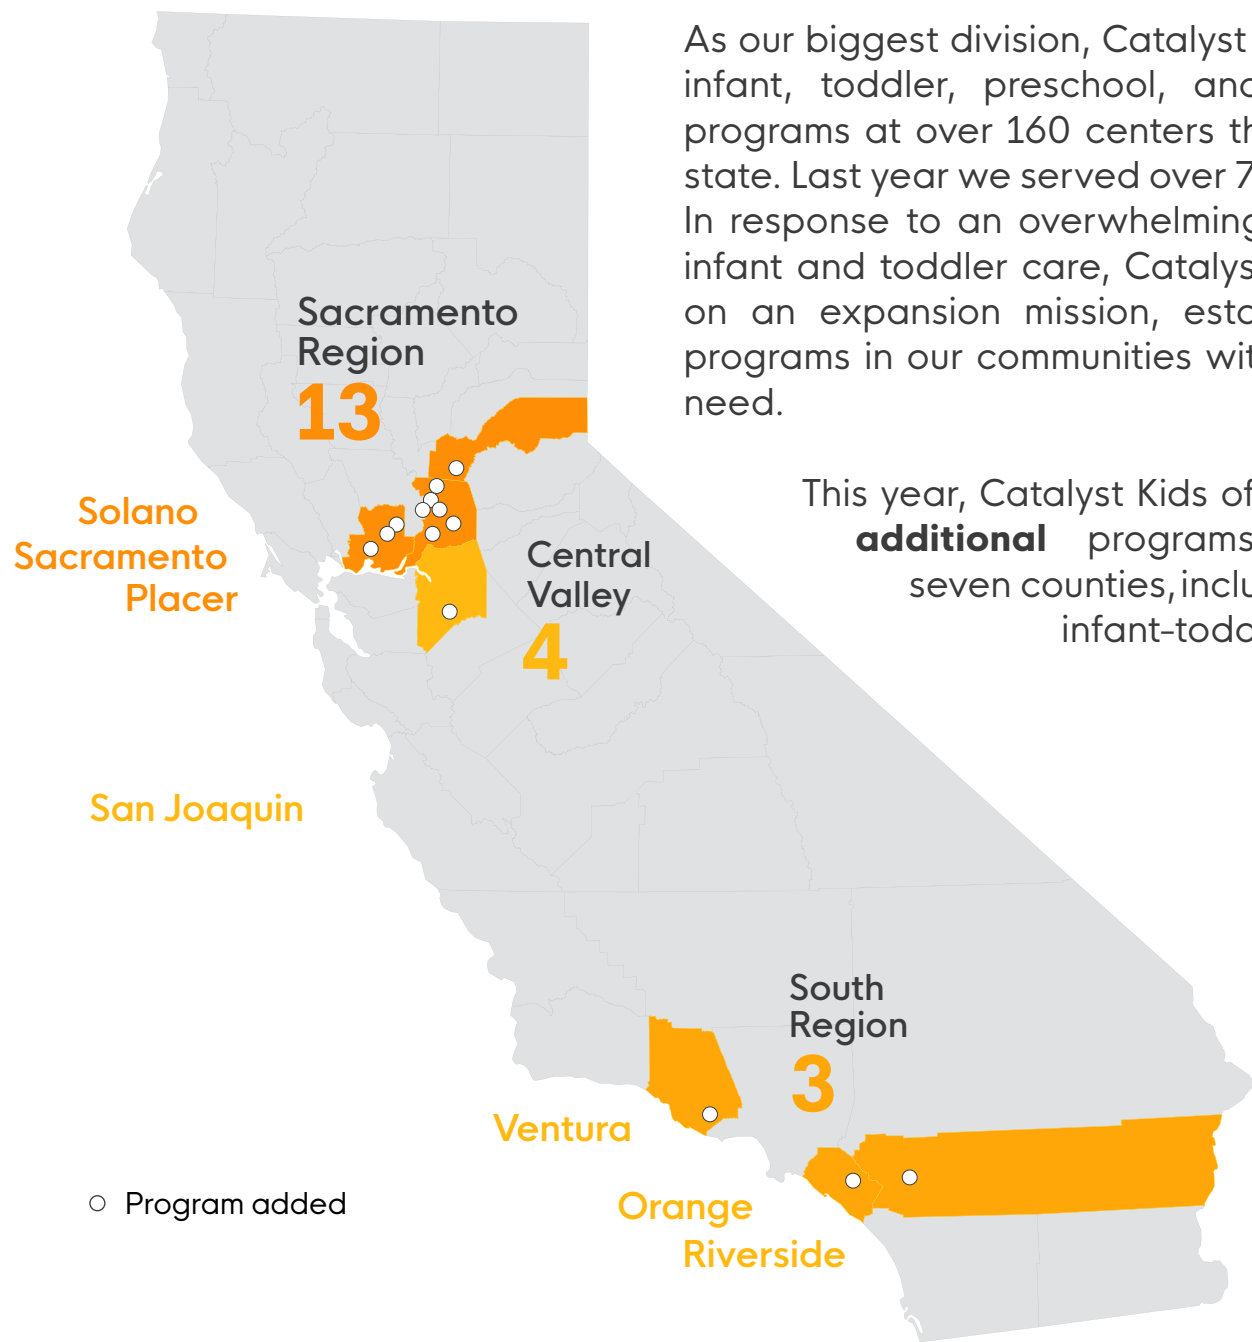 As our biggest division, Catalyst
infant, toddler, preschool, and
programs at over 160 centers th
state. Last year we served over 7
In response to an overwhelming
infant and toddler care, Catalys
on an expansion mission, esta
programs in our communities wit
need.
This year, Catalyst Kids of
additional programs
seven counties, inclu
infant-todd
Sacramento
Region
13
Solano
Sacramento
Placer
Central
Valley
4
San Joaquin
South
Region
3
Ventura
Orange
Riverside
Program added